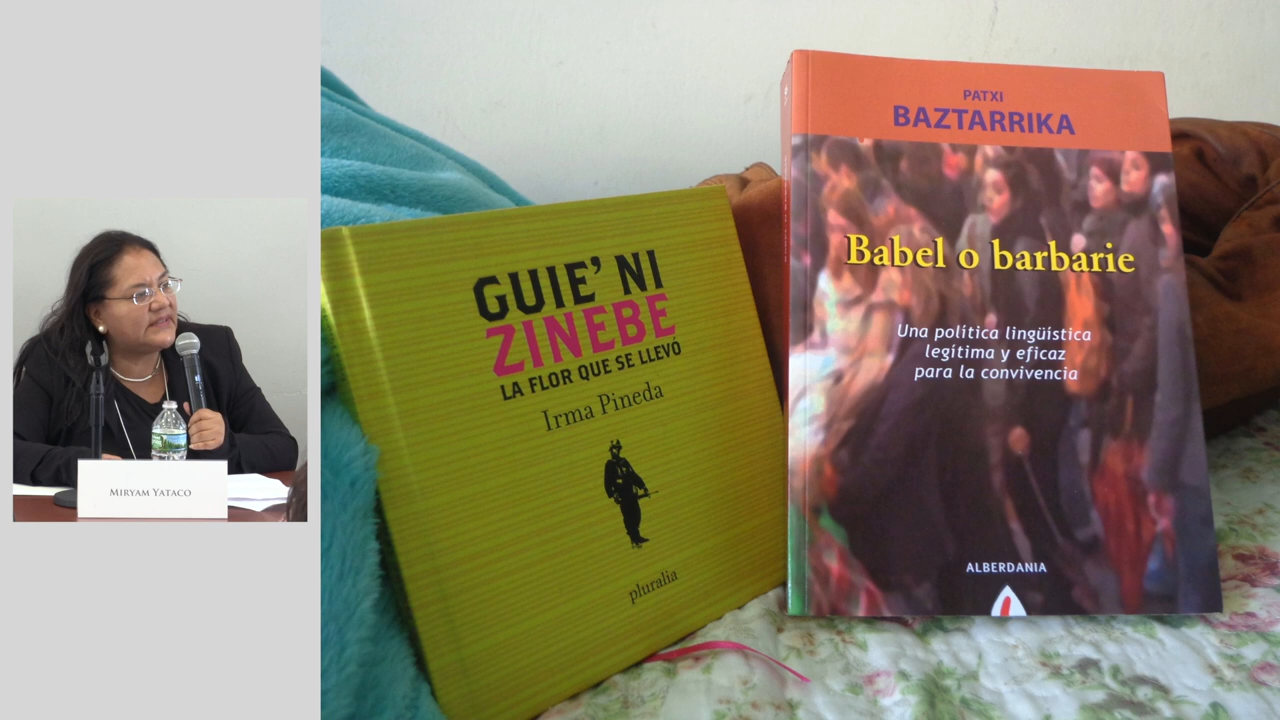 MIRYAM YATACO
GUIE' NI
ZINEBE
LA FLOR QUE SE LLEVÓ
Irma Pineda
pluralia
PATXI
BAZTARRIKA
Babel o barbarie
Una política lingüística
legítima y eficaz
para la convivencia
ALBERDANIA